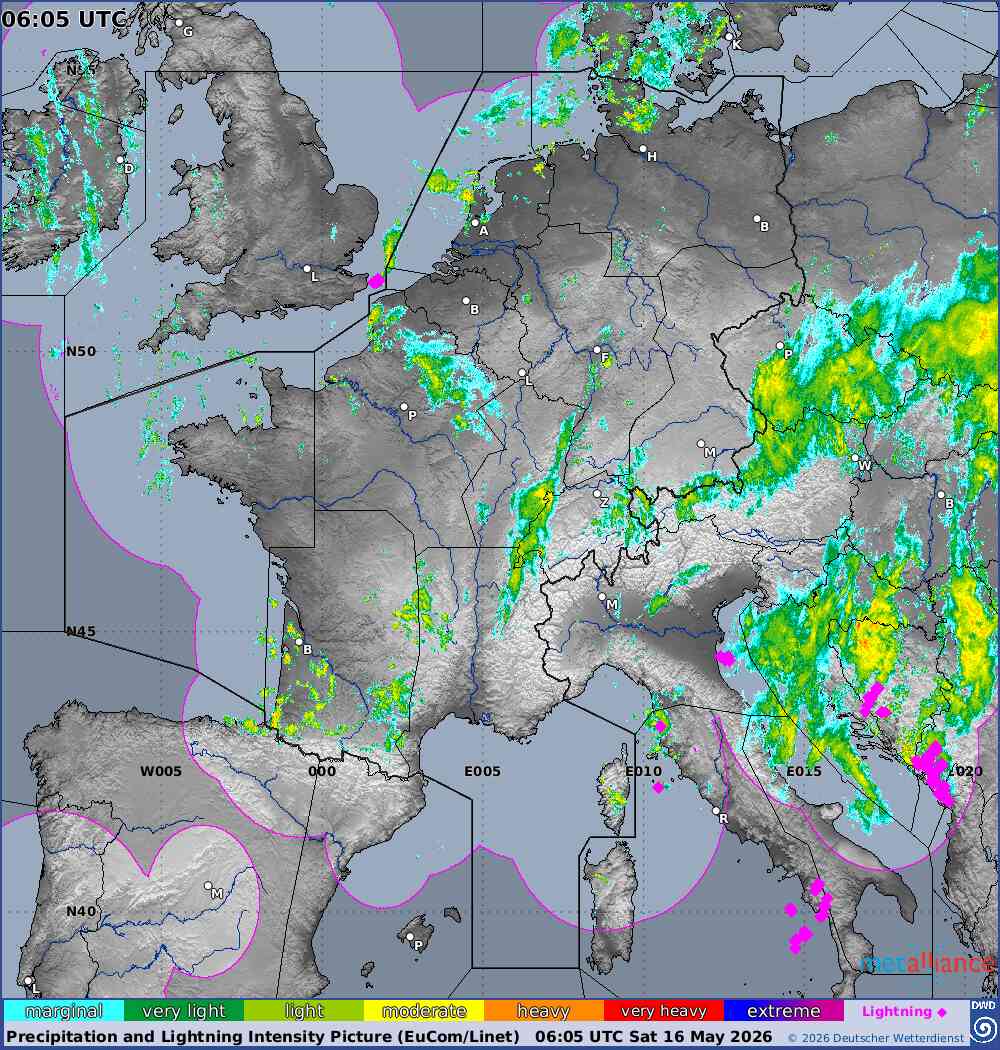 06:05 UTC
G
K
N55
D
H
A
B
B
L
B
N50
F
P
L
P
M
W
Z
B
M
N45
B
W005
000
E005
E010
E015
E020
R
M
N40
P
L
metalliance
marginal
very light
light
moderate
heavy
very heavy
extreme
Lightning
DWD
Precipitation and Lightning Intensity Picture (EuCom/Linet) 06:05 UTC Sat 16 May 2026 © 2026 Deutscher Wetterdienst